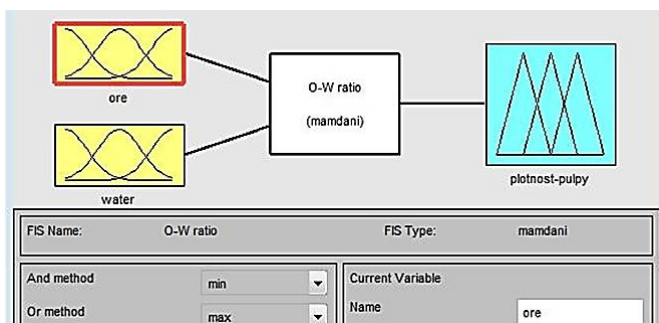 ore
O-W ratio
(mamdani)
water
plotnost-pulpy
FIS Name: O-W ratio FIS Type: mamdani
And method min Current Variable
Or method max Name ore